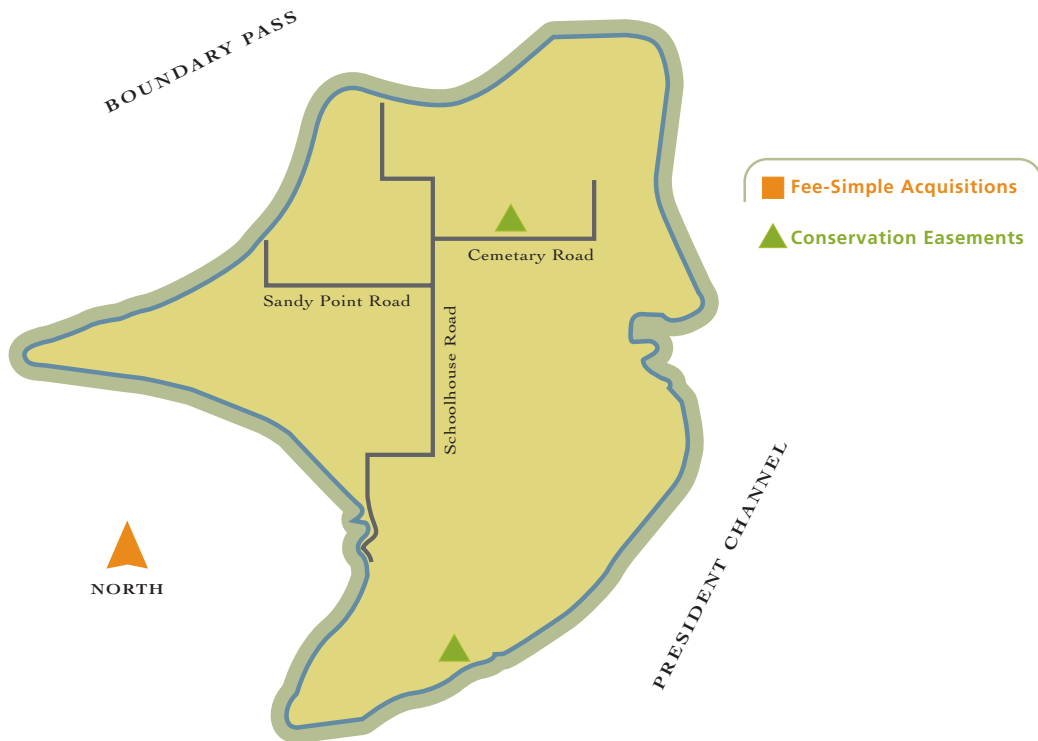 BOUNDARY PASS
Fee-Simple Acquisitions
Conservation Easements
Cemetary Road
Sandy Point Road
Schoolhouse Road
PRESIDENT CHANNEL
NORTH